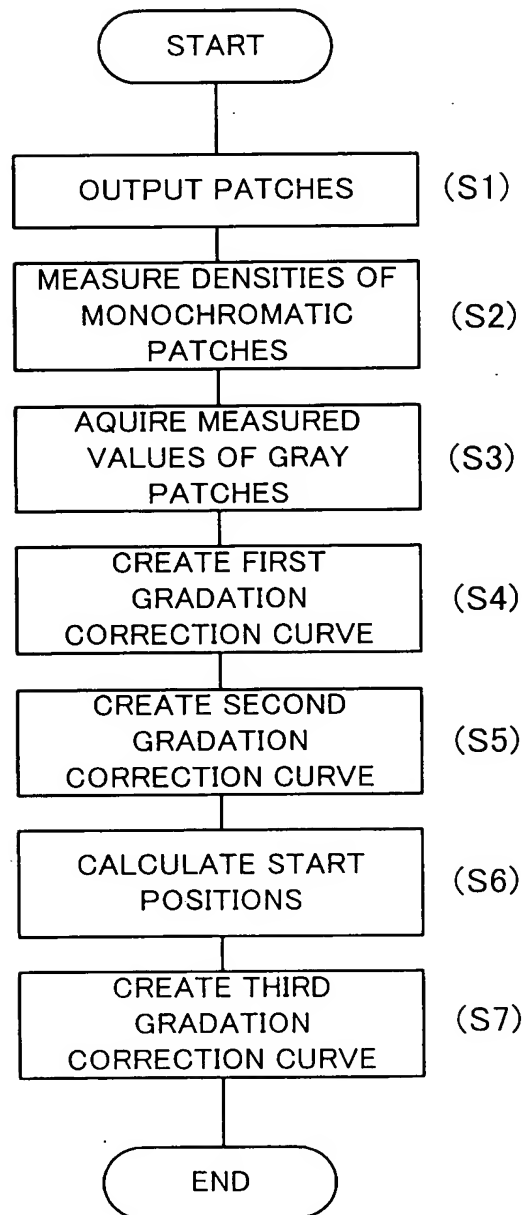 START
OUTPUT PATCHES (S1)
MEASURE DENSITIES OF
MONOCHROMATIC (S2)
PATCHES
AQUIRE MEASURED
VALUES OF GRAY (S3)
PATCHES
CREATE FIRST
GRADATION (S4)
CORRECTION CURVE
CREATE SECOND
GRADATION (S5)
CORRECTION CURVE
CALCULATE START
POSITIONS (S6)
CREATE THIRD
GRADATION (S7)
CORRECTION CURVE
END